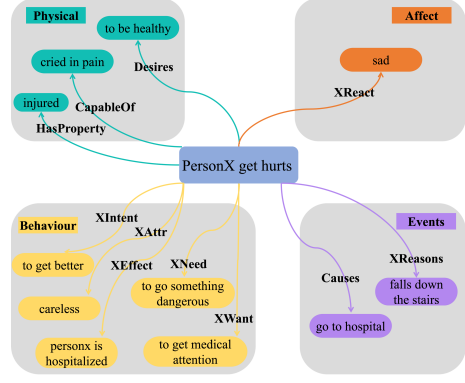 Physical
to be healthy
Desires
cried in pain
CapableOf
injured
HasProperty
Affect
sad
XReact
PersonX get hurts
Behaviour
XIntent
XAttr
to get better
XEffect
XNeed
careless
to go something
dangerous
XWant
personx is
hospitalized
to get medical
attention
Events
XReasons
Causes
falls down
the stairs
go to hospital